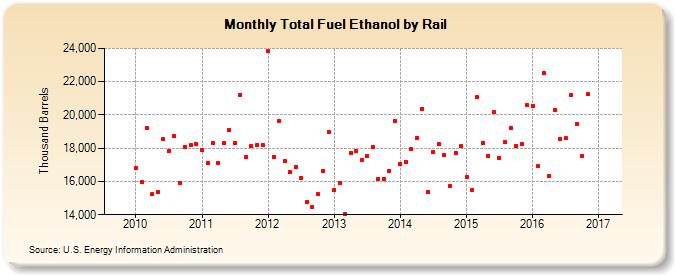 Monthly Total Fuel Ethanol by Rail
Thousand Barrels
24,000
22,000
20,000
18,000
16,000
14,000
2010 2011 2012 2013 2014 2015 2016 2017
Source: U.S. Energy Information Administration